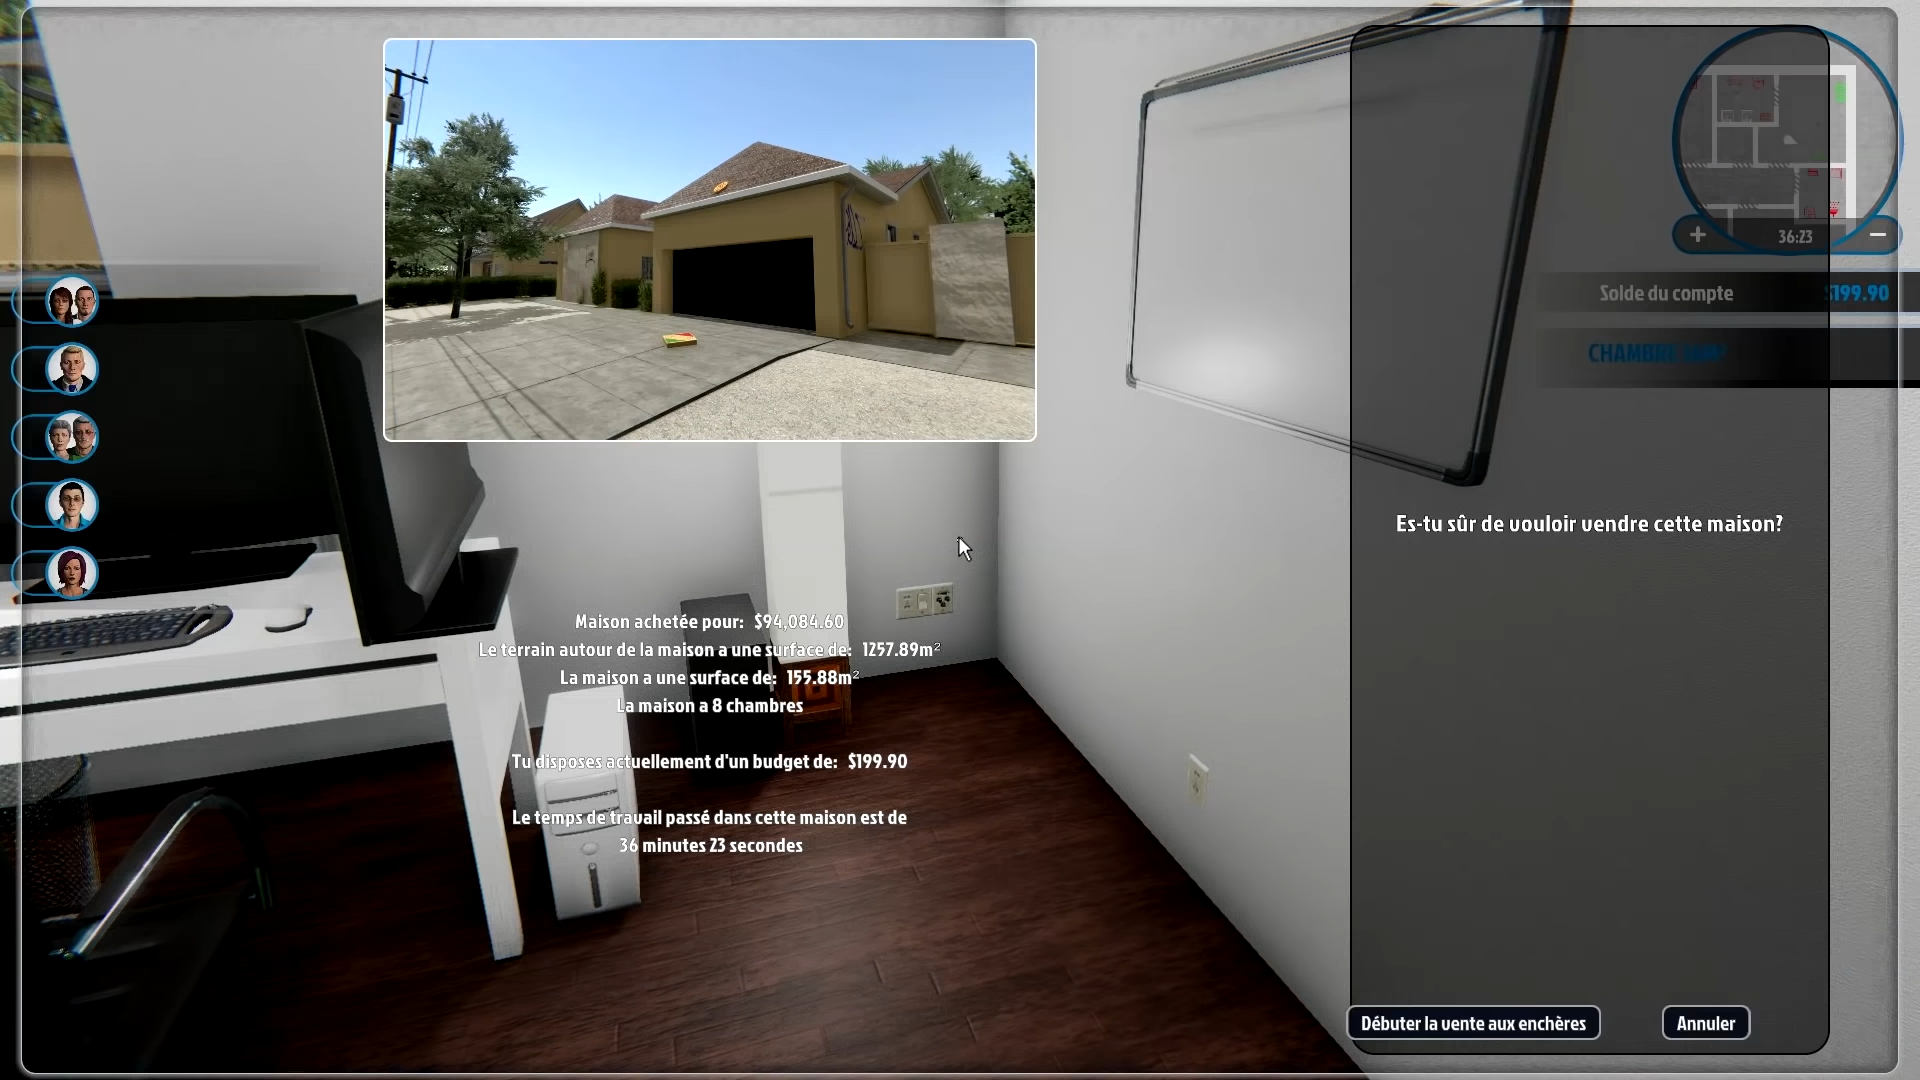 36:23
Solde du compte $199.90
CHAMBRE
Es-tu sûr de vouloir vendre cette maison?
Maison achetée pour: $94,084.60
Le terrain autour de la maison a une surface de: 1257.89m²
La maison a une surface de: 155.88m²
La maison a 8 chambres
Tu disposes actuellement d'un budget de: $199.90
Le temps de travail passé dans cette maison est de
36 minutes 23 secondes
Débuter la vente aux enchères
Annuler